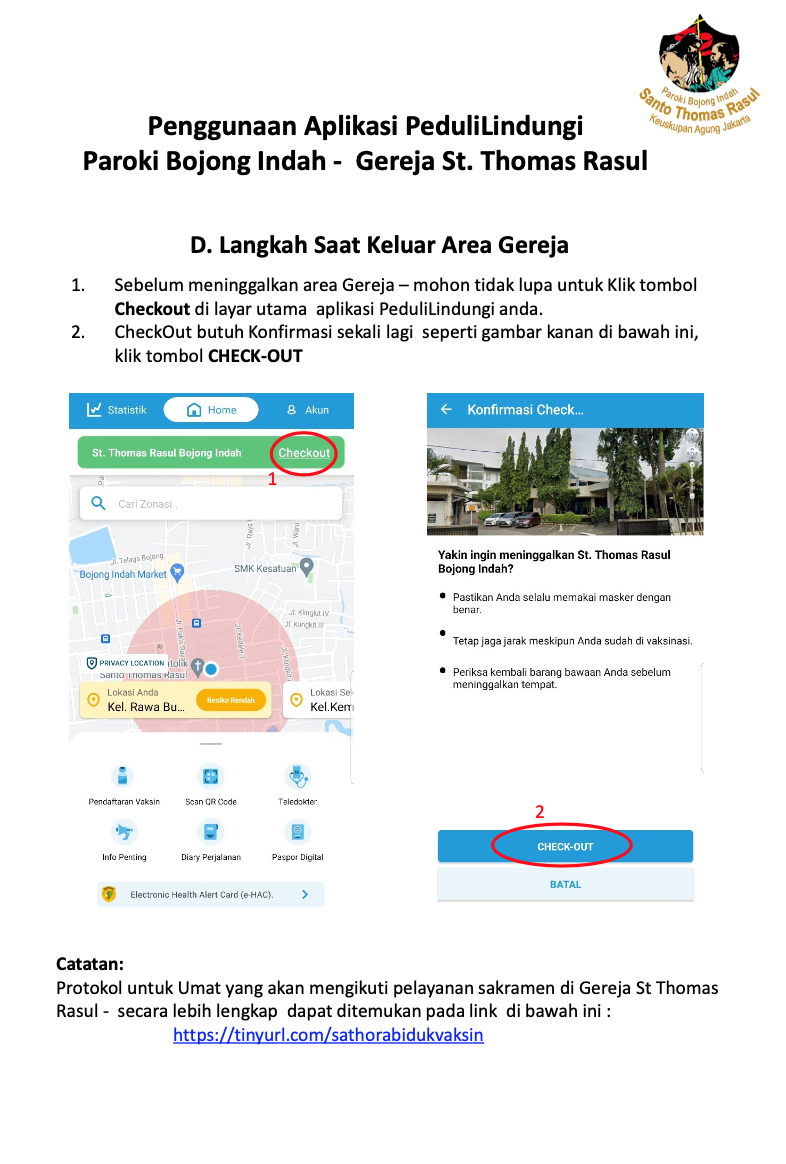 Paroki Bojong Indah
Santo Thomas Rasul
Keuskupan Agung Jakarta
Penggunaan Aplikasi PeduliLindungi
Paroki Bojong Indah - Gereja St. Thomas Rasul
D. Langkah Saat Keluar Area Gereja
1. Sebelum meninggalkan area Gereja – mohon tidak lupa untuk Klik tombol
Checkout di layar utama aplikasi PeduliLindungi anda.
2. CheckOut butuh Konfirmasi sekali lagi seperti gambar kanan di bawah ini,
klik tombol CHECK-OUT
Statistik Home Akun
St. Thomas Rasul Bojong Indah Checkout
1
Cari Zonasi..
Jl. Telaga Bojong
Bojong Indah Market
SMK Kesatuan
Jl. Klingkit IV
Jl. Klingkit III
PRIVACY LOCATION
Santo Thomas Rasul
Lokasi Anda
Kel. Rawa Bu...
Resiko Rendah
Lokasi Sel
Kel.Kem
Pendaftaran Vaksin Scan QR Code Teledokter
Info Penting Diary Perjalanan Paspor Digital
Electronic Health Alert Card (e-HAC).
Konfirmasi Check...
Yakin ingin meninggalkan St. Thomas Rasul
Bojong Indah?
Pastikan Anda selalu memakai masker dengan
benar.
Tetap jaga jarak meskipun Anda sudah di vaksinasi.
Periksa kembali barang bawaan Anda sebelum
meninggalkan tempat.
2
CHECK-OUT
BATAL
Catatan:
Protokol untuk Umat yang akan mengikuti pelayanan sakramen di Gereja St Thomas
Rasul - secara lebih lengkap dapat ditemukan pada link di bawah ini :
https://tinyurl.com/sathorabidukvaksin